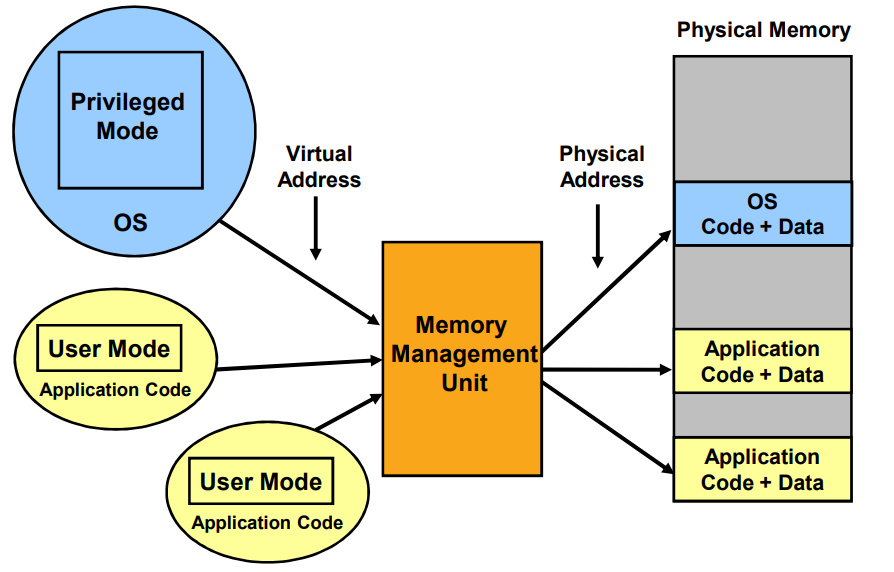 Physical Memory
Privileged
Mode
OS
Virtual
Address
Physical
Address
OS
Code + Data
Memory
Management
Unit
User Mode
Application Code
Application
Code + Data
User Mode
Application Code
Application
Code + Data